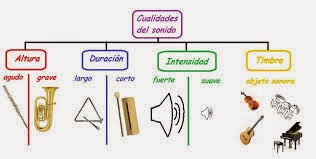 Cualidades
del sonido
Altura
Duración
Intensidad
Timbre
agudo grave
largo corto
fuerte suave
objeto sonoro